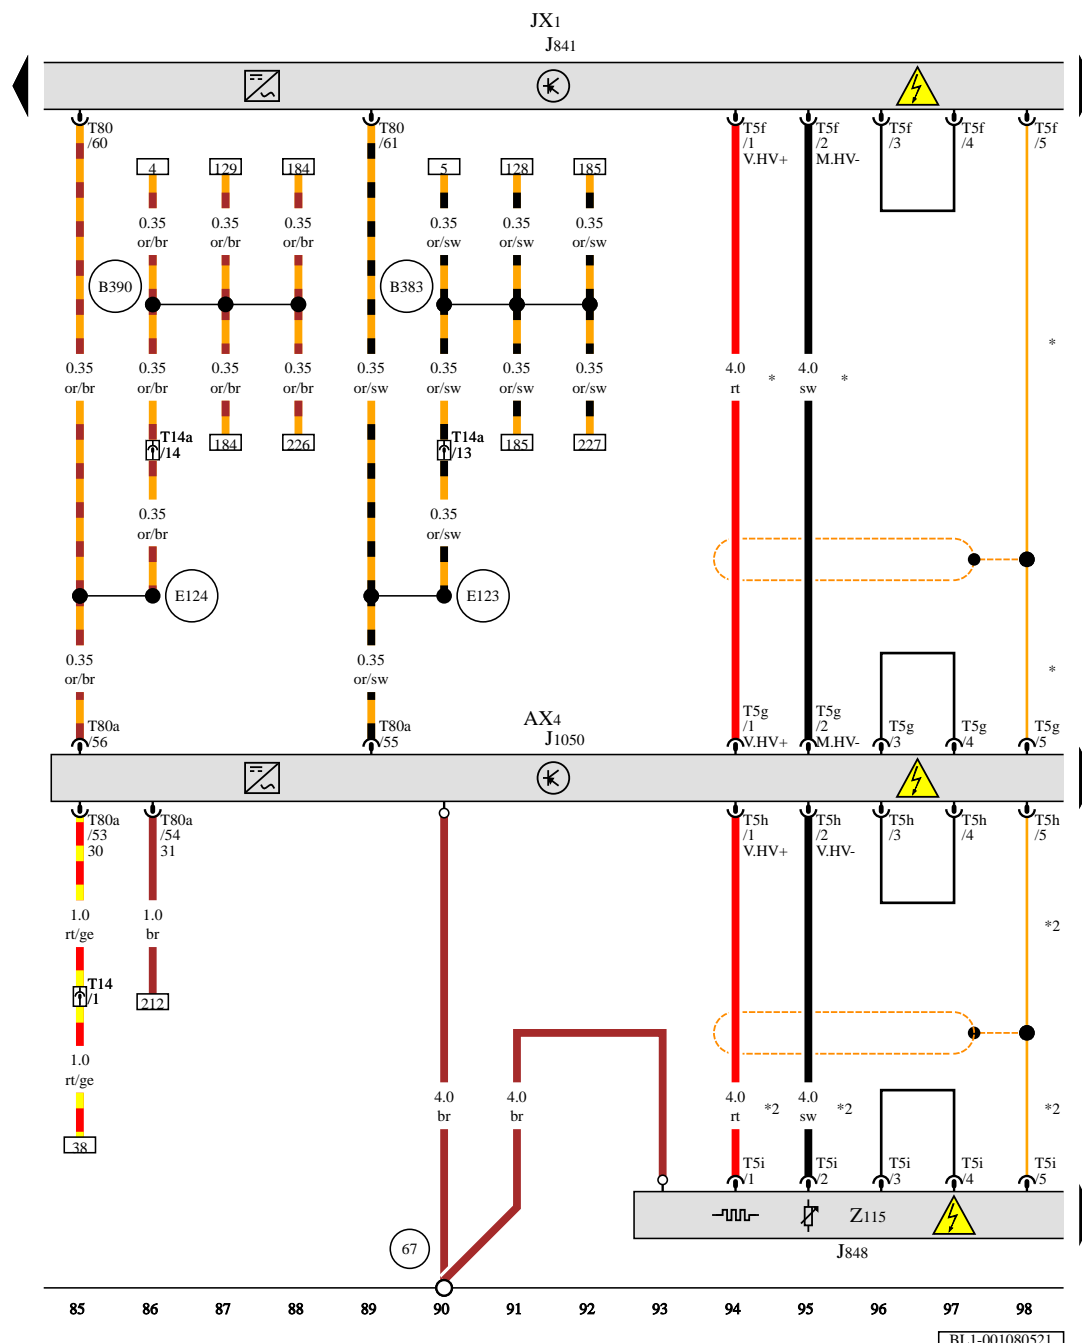 JX1
J841
T80
/60
T80
/61
T5f
/1
V.HV+
T5f
/2
M.HV-
T5f
/3
T5f
/4
T5f
/5
4
129
184
5
128
185
0.35
or/br
0.35
or/br
0.35
or/br
0.35
or/sw
0.35
or/sw
0.35
or/sw
B390
B383
*
0.35
or/br
0.35
or/br
0.35
or/br
0.35
or/br
0.35
or/sw
0.35
or/sw
0.35
or/sw
0.35
or/sw
4.0
rt
*
4.0
sw
*
T14a
/14
184
226
T14a
/13
185
227
0.35
or/br
0.35
or/sw
E124
E123
0.35
or/br
0.35
or/sw
*
T80a
/56
T80a
/55
AX4
J1050
T5g
/1
V.HV+
T5g
/2
M.HV-
T5g
/3
T5g
/4
T5g
/5
T80a
/53
30
T80a
/54
31
T5h
/1
V.HV+
T5h
/2
V.HV-
T5h
/3
T5h
/4
T5h
/5
1.0
rt/ge
1.0
br
*2
T14
/1
212
1.0
rt/ge
4.0
br
4.0
br
4.0
rt
*2
4.0
sw
*2
*2
38
T5i
/1
T5i
/2
T5i
/3
T5i
/4
T5i
/5
Z115
J848
67
85 86 87 88 89 90 91 92 93 94 95 96 97 98
BL1-001080521